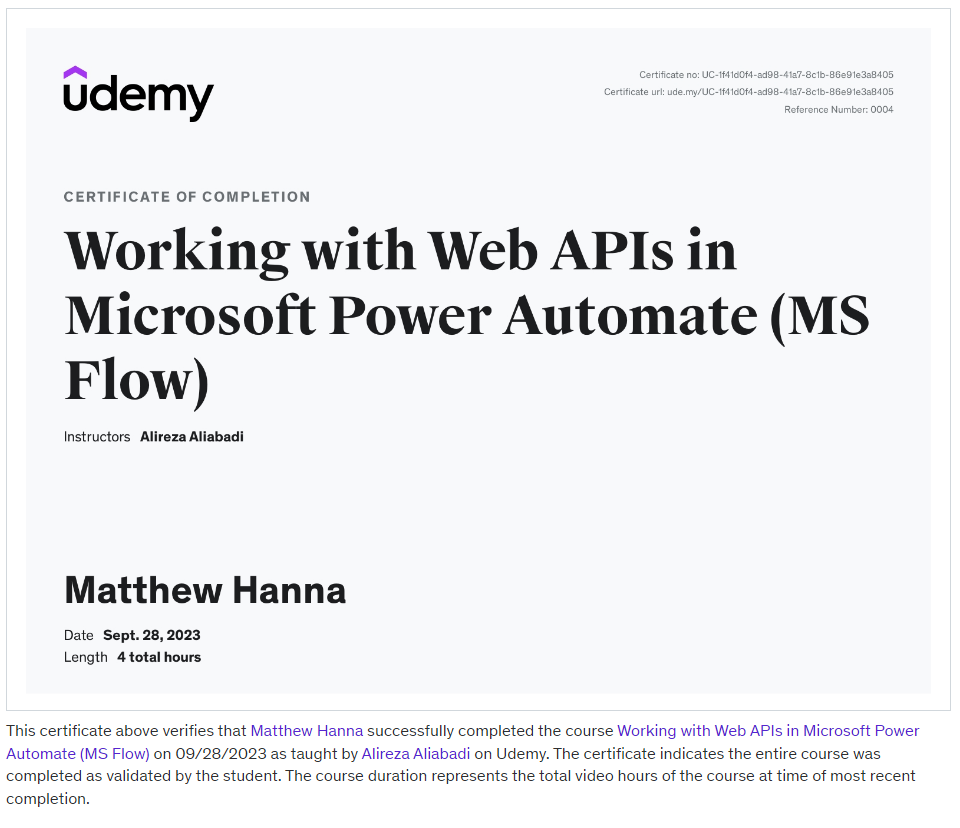 udemy
Certificate no: UC-1f41d0f4-ad98-41a7-8c1b-86e91e3a8405
Certificate url: ude.my/UC-1f41d0f4-ad98-41a7-8c1b-86e91e3a8405
Reference Number: 0004
CERTIFICATE OF COMPLETION
Working with Web APIs in
Microsoft Power Automate (MS
Flow)
Instructors Alireza Aliabadi
Matthew Hanna
Date Sept. 28, 2023
Length 4 total hours
This certificate above verifies that Matthew Hanna successfully completed the course Working with Web APIs in Microsoft Power
Automate (MS Flow) on 09/28/2023 as taught by Alireza Aliabadi on Udemy. The certificate indicates the entire course was
completed as validated by the student. The course duration represents the total video hours of the course at time of most recent
completion.